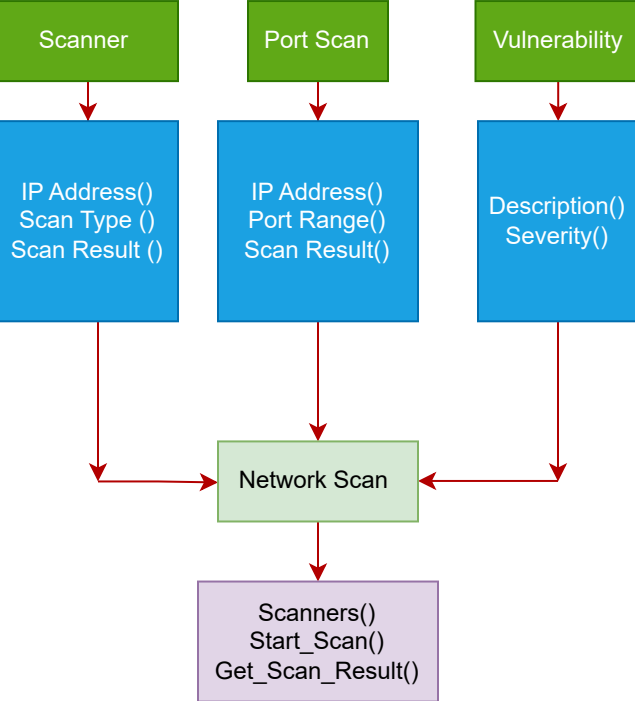 Scanner
Port Scan
Vulnerability
IP Address()
Scan Type ()
Scan Result ()
IP Address()
Port Range()
Scan Result()
Description()
Severity()
Network Scan
Scanners()
Start_Scan()
Get_Scan_Result()